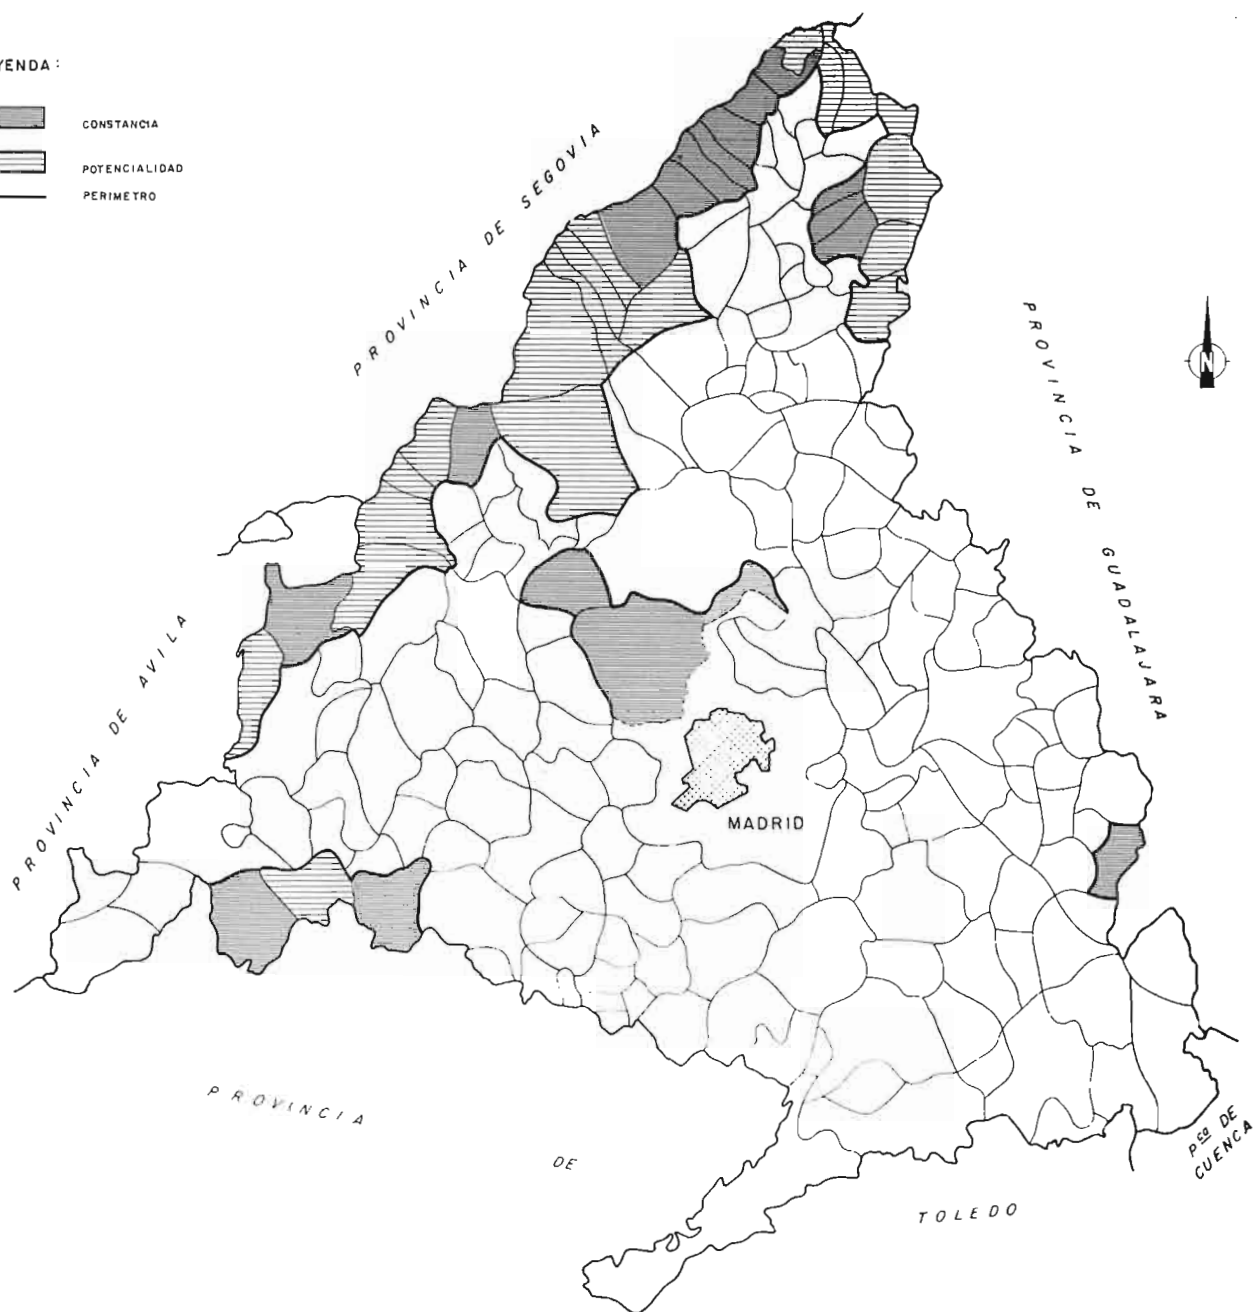 YENDA:
CONSTANCIA
POTENCIALIDAD
PERIMETRO
PROVINCIA DE SEGOVIA
N
PROVINCIA DE GUADALAJARA
PROVINCIA DE AVILA
MADRID
PROVINCIA DE TOLEDO
Pᶜᵃ DE
CUENCA